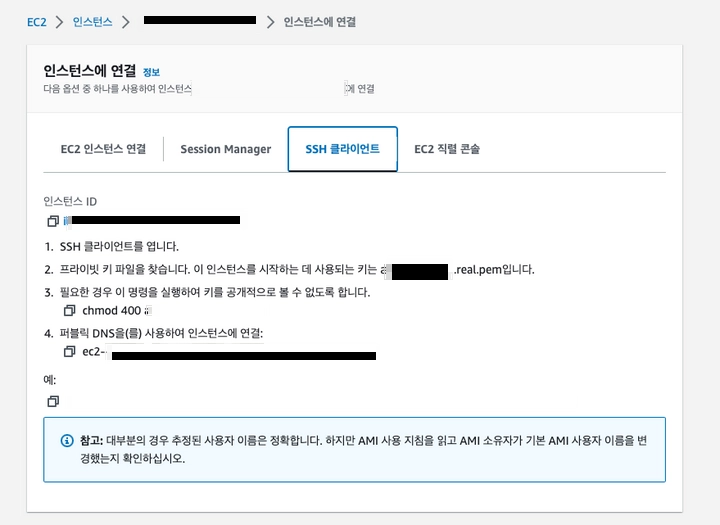 EC2 > 인스턴스 > > 인스턴스에 연결
인스턴스에 연결 정보
다음 옵션 중 하나를 사용하여 인스턴스 에 연결
EC2 인스턴스 연결 Session Manager SSH 클라이언트 EC2 직렬 콘솔
인스턴스 ID
1. SSH 클라이언트를 엽니다.
2. 프라이빗 키 파일을 찾습니다. 이 인스턴스를 시작하는 데 사용되는 키는 .real.pem입니다.
3. 필요한 경우 이 명령을 실행하여 키를 공개적으로 볼 수 없도록 합니다.
chmod 400
4. 퍼블릭 DNS을(를) 사용하여 인스턴스에 연결:
ec2-
예:
참고: 대부분의 경우 추정된 사용자 이름은 정확합니다. 하지만 AMI 사용 지침을 읽고 AMI 소유자가 기본 AMI 사용자 이름을 변
경했는지 확인하십시오.